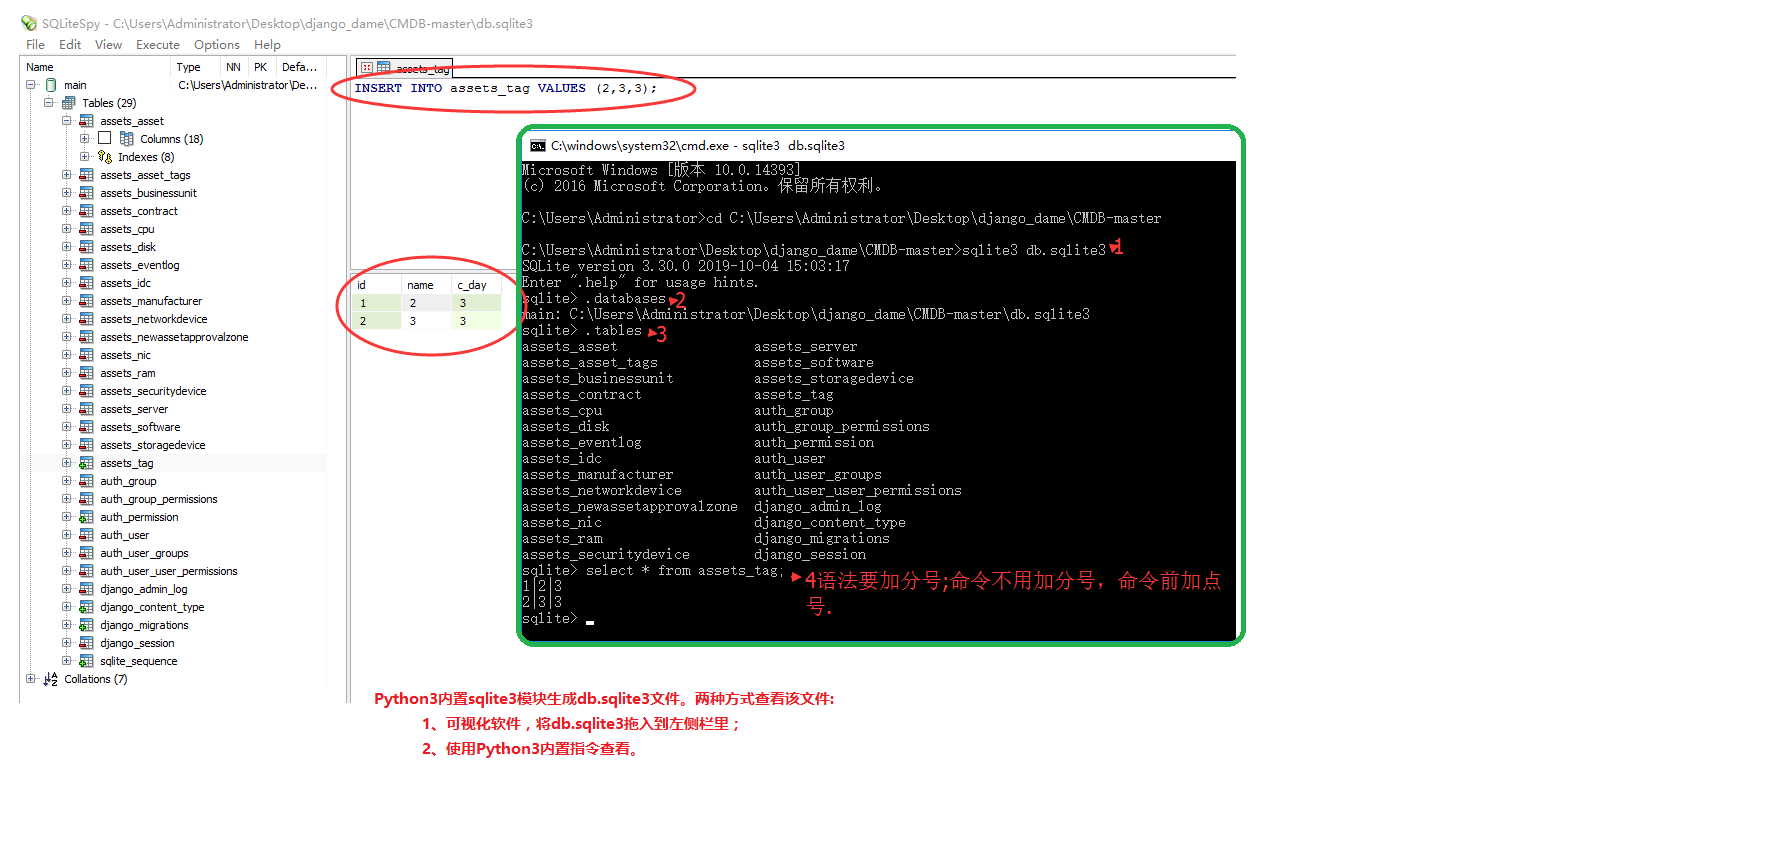 SQLiteSpy - C:\Users\Administrator\Desktop\django_dame\CMDB-master\db.sqlite3
File Edit View Execute Options Help
Name Type NN PK Defa...
main C:\Users\Administrator\De...
Tables (29)
assets_asset
Columns (18)
Indexes (8)
assets_asset_tags
assets_businessunit
assets_contract
assets_cpu
assets_disk
assets_eventlog
assets_idc
assets_manufacturer
assets_networkdevice
assets_newassetapprovalzone
assets_nic
assets_ram
assets_securitydevice
assets_server
assets_software
assets_storagedevice
assets_tag
auth_group
auth_group_permissions
auth_permission
auth_user
auth_user_groups
auth_user_user_permissions
django_admin_log
django_content_type
django_migrations
django_session
sqlite_sequence
Collations (7)
assets_tag
INSERT INTO assets_tag VALUES (2,3,3);
id name c_day
1 2 3
2 3 3
C:\windows\system32\cmd.exe - sqlite3 db.sqlite3
Microsoft Windows [版本 10.0.14393]
(c) 2016 Microsoft Corporation。保留所有权利。
C:\Users\Administrator>cd C:\Users\Administrator\Desktop\django_dame\CMDB-master
C:\Users\Administrator\Desktop\django_dame\CMDB-master>sqlite3 db.sqlite3 1
SQLite version 3.30.0 2019-10-04 15:03:17
Enter ".help" for usage hints.
sqlite> .databases 2
main: C:\Users\Administrator\Desktop\django_dame\CMDB-master\db.sqlite3
sqlite> .tables 3
assets_asset assets_server
assets_asset_tags assets_software
assets_businessunit assets_storagedevice
assets_contract assets_tag
assets_cpu auth_group
assets_disk auth_group_permissions
assets_eventlog auth_permission
assets_idc auth_user
assets_manufacturer auth_user_groups
assets_networkdevice auth_user_user_permissions
assets_newassetapprovalzone django_admin_log
assets_nic django_content_type
assets_ram django_migrations
assets_securitydevice django_session
sqlite> select * from assets_tag;
4语法要加分号;命令不用加分号，命令前加点
号.
1|2|3
2|3|3
sqlite>
Python3内置sqlite3模块生成db.sqlite3文件。两种方式查看该文件:
1、可视化软件，将db.sqlite3拖入到左侧栏里；
2、使用Python3内置指令查看。